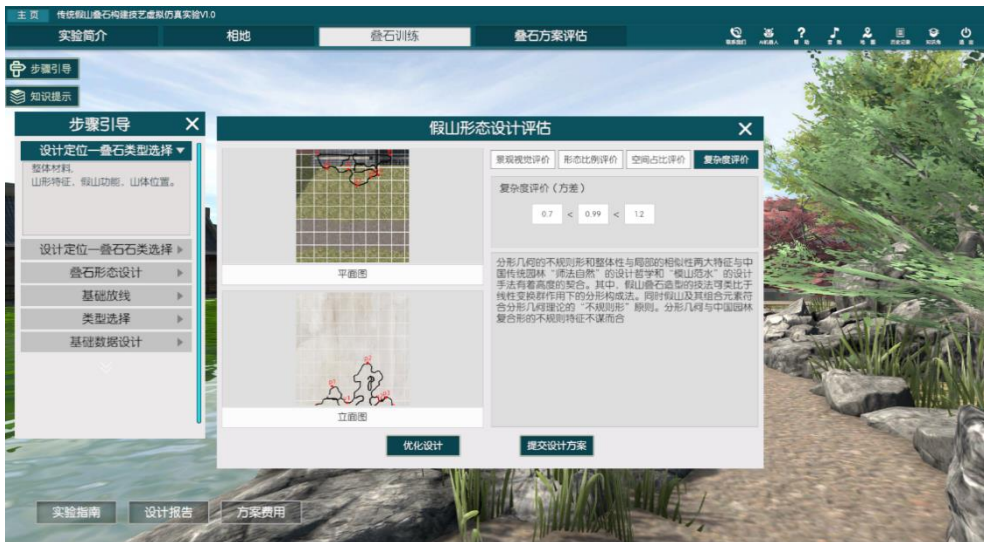 主 页 传统假山叠石构建技艺虚拟仿真实验V1.0
实验简介 相地 叠石训练 叠石方案评估
步骤引导
知识提示
步骤引导
设计定位—叠石类型选择
整体材料,
山形特征、假山功能、山体位置。
设计定位—叠石石类选择
叠石形态设计
基础放线
类型选择
基础数据设计
假山形态设计评估
平面图
立面图
景观视觉评价 形态比例评价 空间占比评价 复杂度评价
复杂度评价(方差)
0.7 < 0.99 < 1.2
分形几何的不规则形和整体性与局部的相似性两大特征与中
国传统园林“师法自然”的设计哲学和“模山范水”的设计
手法有着高度的契合。其中，假山叠石造型的技法可类比于
线性变换群作用下的分形构成法。同时假山及其组合元素符
合分形几何理论的“不规则形”原则。分形几何与中国园林
复合形的不规则特征不谋而合
优化设计 提交设计方案
实验指南 设计报告 方案费用